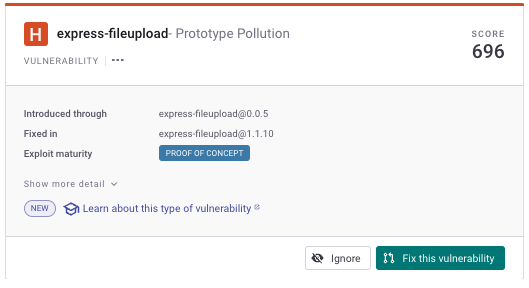 H express-fileupload- Prototype Pollution
SCORE
696
VULNERABILITY
Introduced through express-fileupload@0.0.5
Fixed in express-fileupload@1.1.10
Exploit maturity PROOF OF CONCEPT
Show more detail
NEW Learn about this type of vulnerability
Ignore Fix this vulnerability